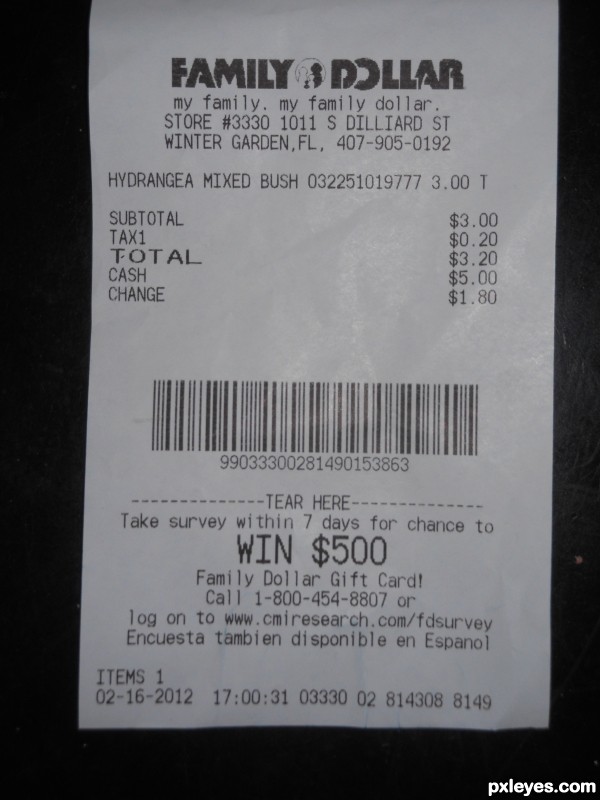 FAMILY DOLLAR
my family. my family dollar.
STORE #3330 1011 S DILLIARD ST
WINTER GARDEN,FL, 407-905-0192
HYDRANGEA MIXED BUSH 032251019777 3.00 T
SUBTOTAL $3.00
TAX1 $0.20
TOTAL $3.20
CASH $5.00
CHANGE $1.80
99033300281490153863
--------------TEAR HERE--------------
Take survey within 7 days for chance to
WIN $500
Family Dollar Gift Card!
Call 1-800-454-8807 or
log on to www.cmiresearch.com/fdsurvey
Encuesta tambien disponible en Espanol
ITEMS 1
02-16-2012 17:00:31 03330 02 814308 8149
pxleyes.com